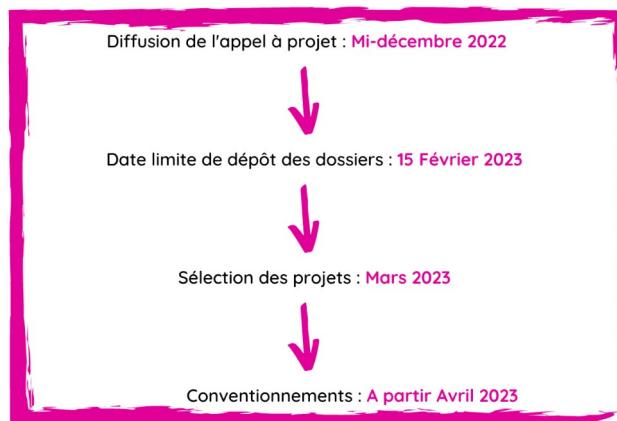 Diffusion de l'appel à projet : Mi-décembre 2022
Date limite de dépôt des dossiers : 15 Février 2023
Sélection des projets : Mars 2023
Conventionnements : A partir Avril 2023